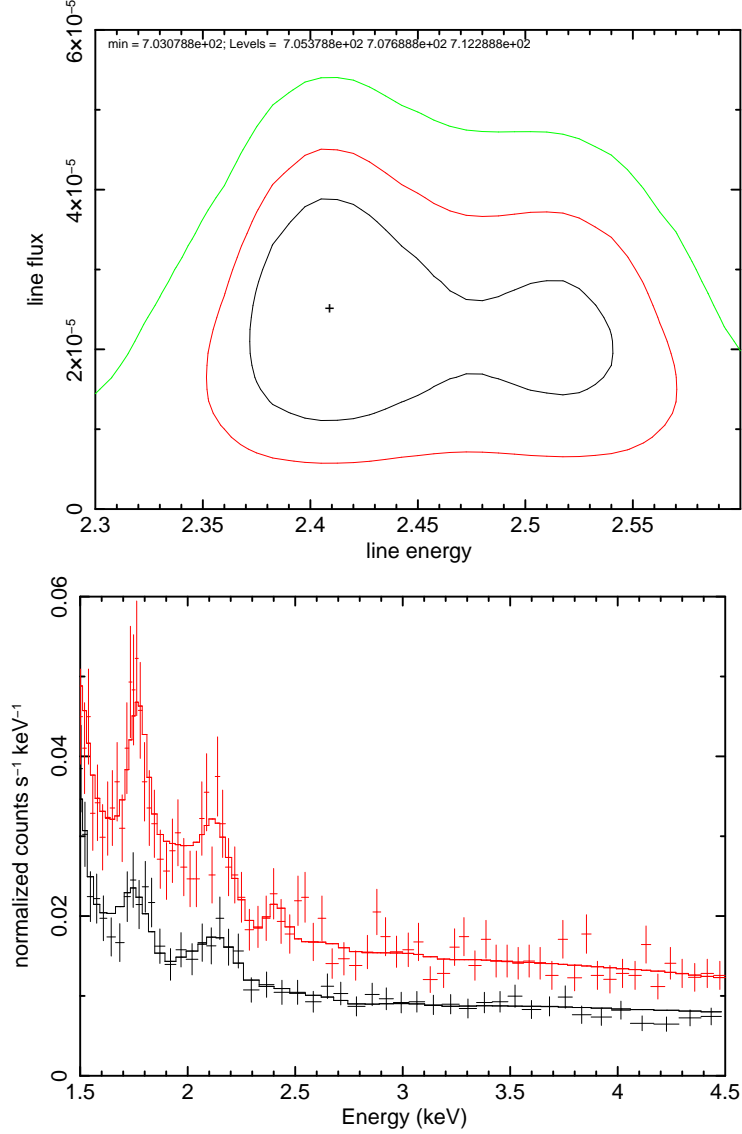 min = 7.030788e+02; Levels = 7.053788e+02 7.076888e+02 7.122888e+02
6×10⁻⁵
4×10⁻⁵
2×10⁻⁵
0
line flux
2.3 2.35 2.4 2.45 2.5 2.55
line energy
0.06
0.04
0.02
0
normalized counts s⁻¹ keV⁻¹
1.5 2 2.5 3 3.5 4 4.5
Energy (keV)